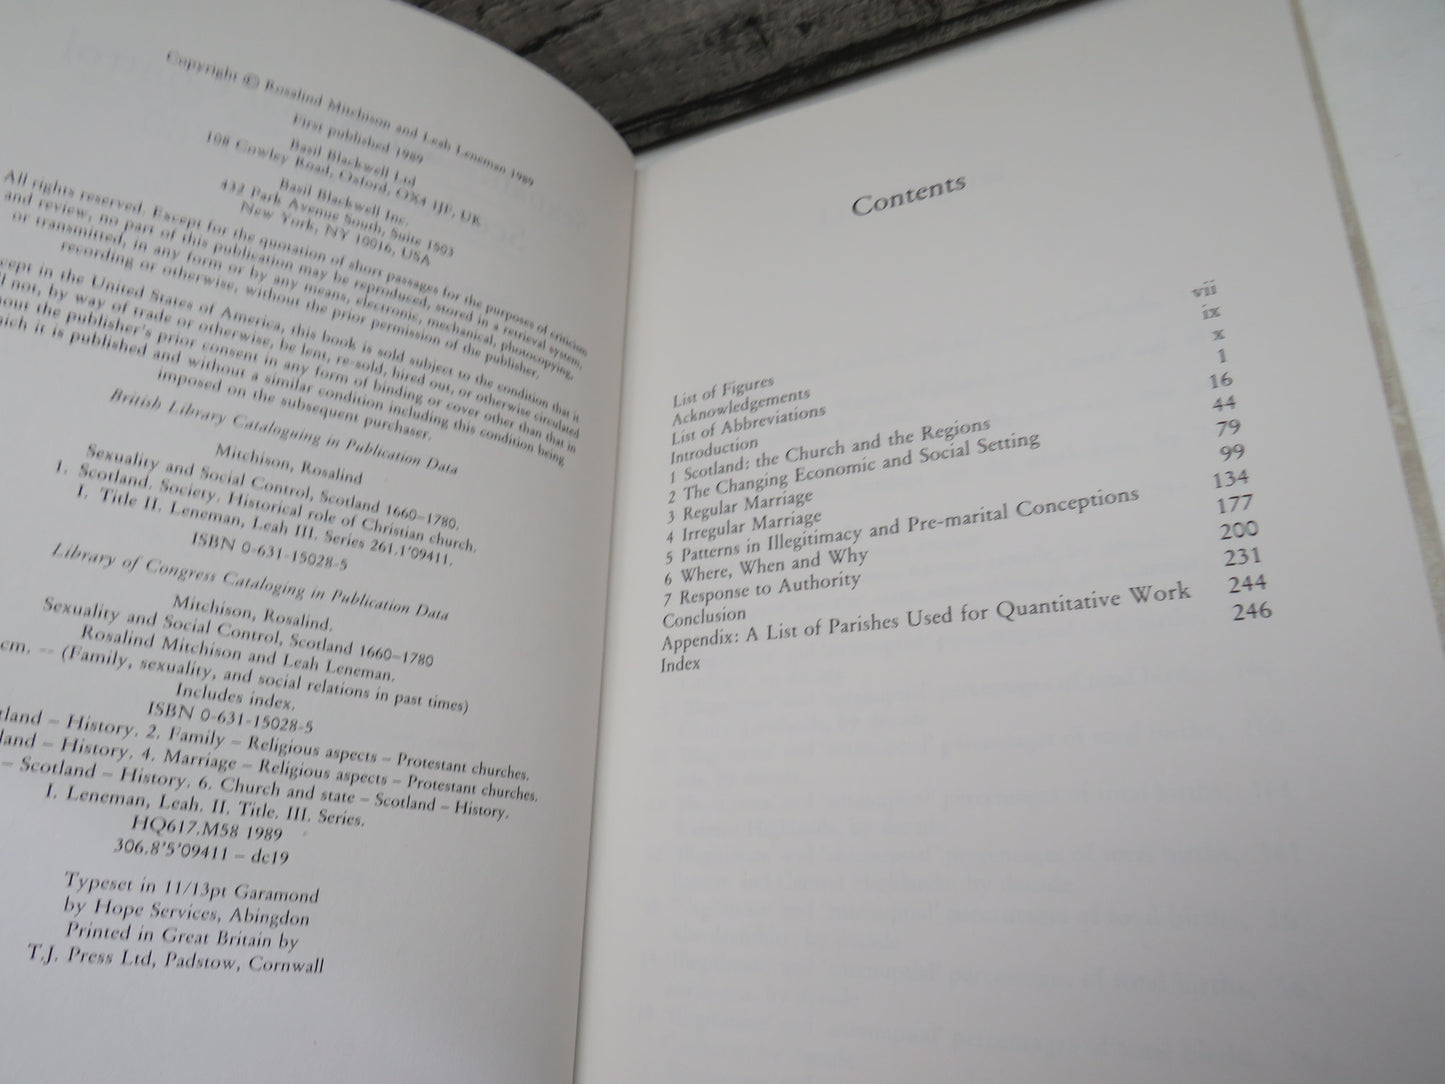 Copyright © Rosalind Mitchison and Leah Leneman 1989
First published 1989
Basil Blackwell Ltd
108 Cowley Road, Oxford, OX4 1JF, UK
Basil Blackwell Inc.
432 Park Avenue South, Suite 1503
New York, NY 10016, USA
All rights reserved. Except for the quotation of short passages for the purposes of criticism
and review, no part of this publication may be reproduced, stored in a retrieval system,
or transmitted, in any form or by any means, electronic, mechanical, photocopying,
recording or otherwise, without the prior permission of the publisher.
in the United States of America, this book is sold subject to the condition that it
not, by way of trade or otherwise, be lent, re-sold, hired out, or otherwise circulated
the publisher's prior consent in any form of binding or cover other than that in
it is published and without a similar condition including this condition being
imposed on the subsequent purchaser.
British Library Cataloguing in Publication Data
Mitchison, Rosalind
Sexuality and Social Control, Scotland 1660–1780.
1. Scotland. Society. Historical role of Christian church.
I. Title II. Leneman, Leah III. Series 261.1'09411.
ISBN 0-631-15028-5
Library of Congress Cataloging in Publication Data
Mitchison, Rosalind.
Sexuality and Social Control, Scotland 1660–1780
Rosalind Mitchison and Leah Leneman.
cm. -- (Family, sexuality, and social relations in past times)
Includes index.
ISBN 0-631-15028-5
– History. 2. Family – Religious aspects – Protestant churches.
– History. 4. Marriage – Religious aspects – Protestant churches.
– Scotland – History. 6. Church and state – Scotland – History.
I. Leneman, Leah. II. Title. III. Series.
HQ617.M58 1989
306.8'5'09411 – dc19
Typeset in 11/13pt Garamond
by Hope Services, Abingdon
Printed in Great Britain by
T.J. Press Ltd, Padstow, Cornwall
Contents
List of Figures vii
Acknowledgements ix
List of Abbreviations x
Introduction 1
1 Scotland: the Church and the Regions 16
2 The Changing Economic and Social Setting 44
3 Regular Marriage 79
4 Irregular Marriage 99
5 Patterns in Illegitimacy and Pre-marital Conceptions 134
6 Where, When and Why 177
7 Response to Authority 200
Conclusion 231
Appendix: A List of Parishes Used for Quantitative Work 244
Index 246